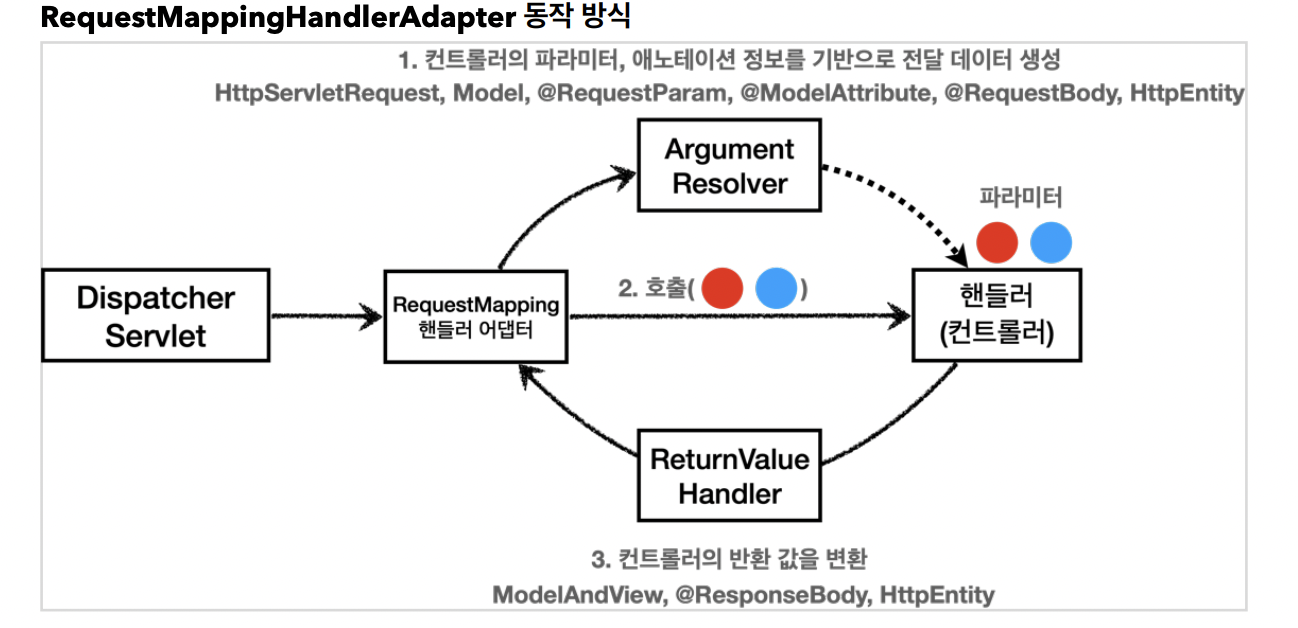 RequestMappingHandlerAdapter 동작 방식
1. 컨트롤러의 파라미터, 애노테이션 정보를 기반으로 전달 데이터 생성
HttpServletRequest, Model, @RequestParam, @ModelAttribute, @RequestBody, HttpEntity
Argument
Resolver
파라미터
Dispatcher
Servlet
RequestMapping
핸들러 어댑터
2. 호출( )
핸들러
(컨트롤러)
ReturnValue
Handler
3. 컨트롤러의 반환 값을 변환
ModelAndView, @ResponseBody, HttpEntity